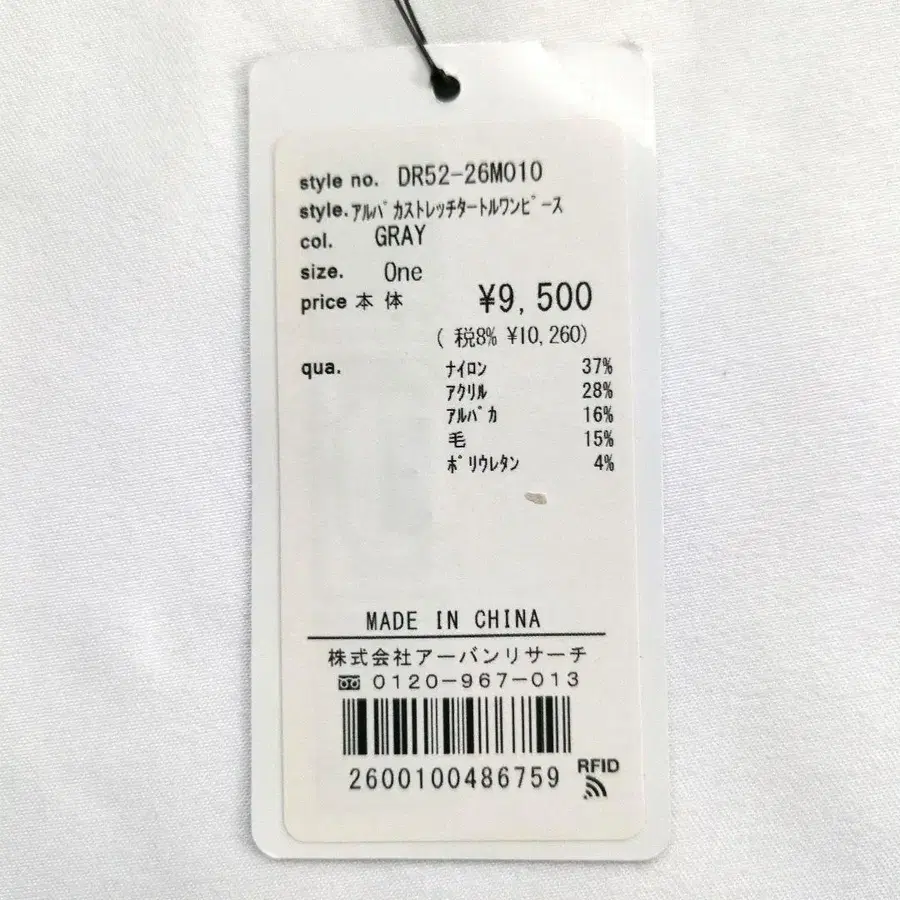 style no. DR52-26M010
style. ｱﾙﾊﾟｶｽﾄﾚｯﾁﾀｰﾄﾙﾜﾝﾋﾟｰｽ
col. GRAY
size. One
price 本 体 ¥9,500
( 税8% ¥10,260)
qua. ﾅｲﾛﾝ 37%
ｱｸﾘﾙ 28%
ｱﾙﾊﾟｶ 16%
毛 15%
ﾎﾟﾘｳﾚﾀﾝ 4%
MADE IN CHINA
株式会社アーバンリサーチ
0120-967-013
2600100486759
RFID